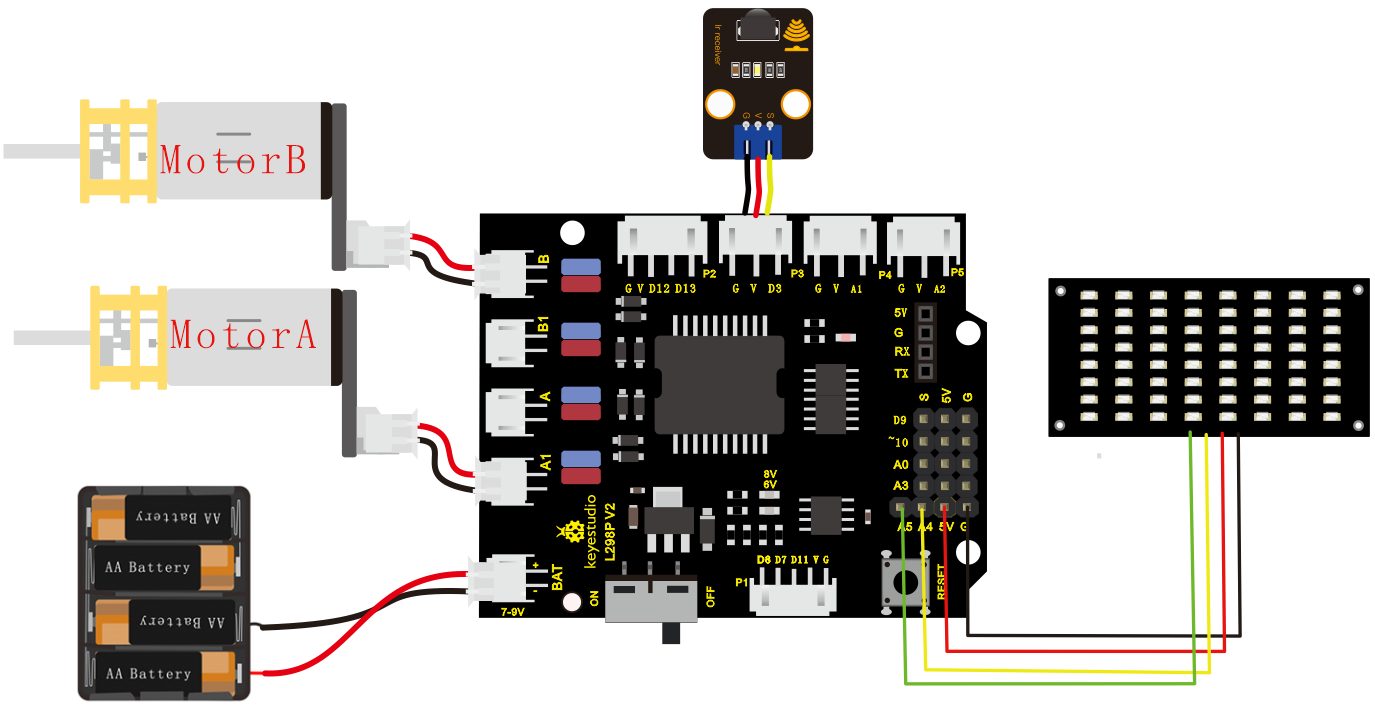 Ir receiver
G V S
MotorB
MotorA
B
B1
A
A1
P2
P3
P4
P5
G V D12 D13
G V D3
G V A1
G V A2
5V
G
RX
TX
S 5V G
D9
~10
A0
A3
A5 A4 5V G
8V
6V
keyestudio
L298P V2
AA Battery
AA Battery
AA Battery
AA Battery
+
BAT
-
7-9V
ON
OFF
P1
D6 D7 D11 V G
RESET